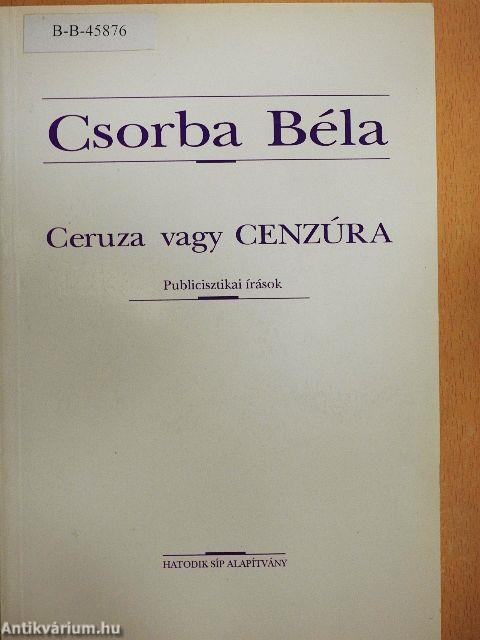 B-B-45876
Csorba Béla
Ceruza vagy CENZÚRA
Publicisztikai írások
HATODIK SÍP ALAPÍTVÁNY
Antikvárium.hu